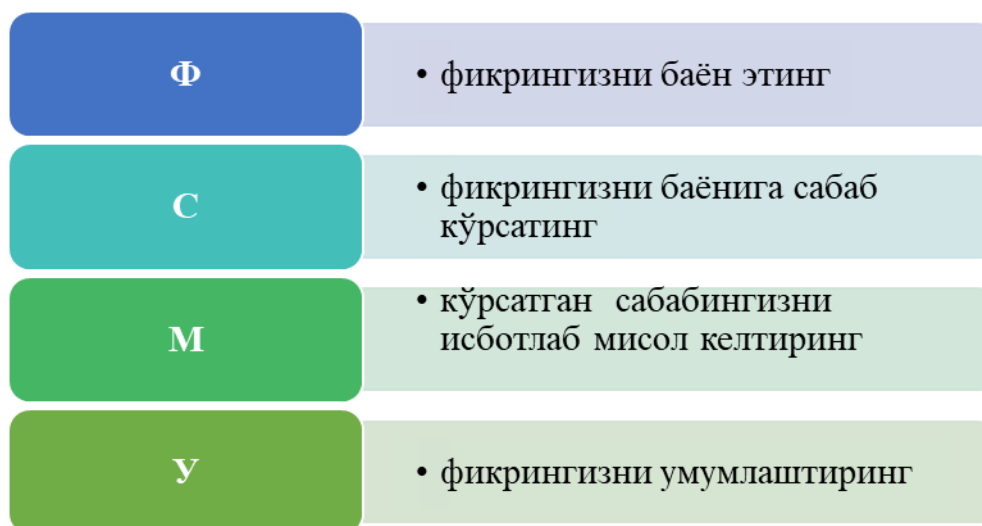 Ф
• фикрингизни баён этинг
С
• фикрингизни баёнига сабаб
кўрсатинг
М
• кўрсатган сабабингизни
исботлаб мисол келтиринг
У
• фикрингизни умумлаштиринг